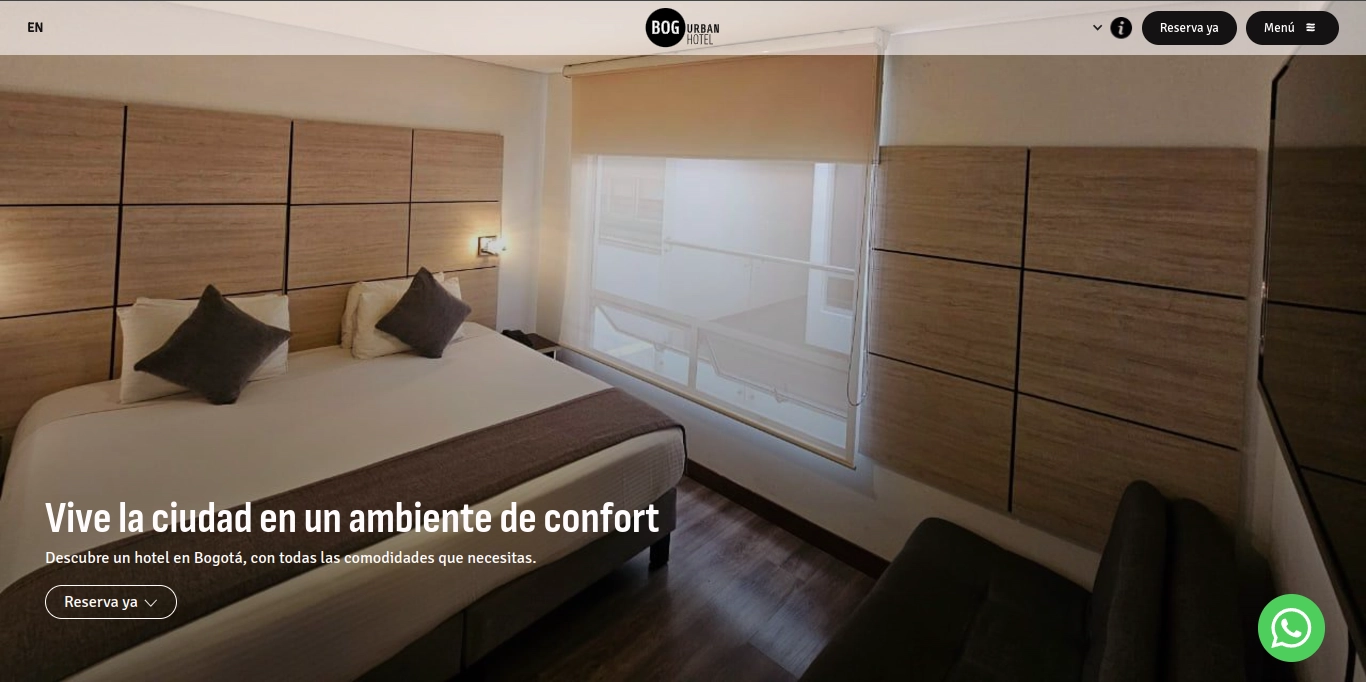 EN
BOG URBAN
HOTEL
i
Reserva ya
Menú
Vive la ciudad en un ambiente de confort
Descubre un hotel en Bogotá, con todas las comodidades que necesitas.
Reserva ya